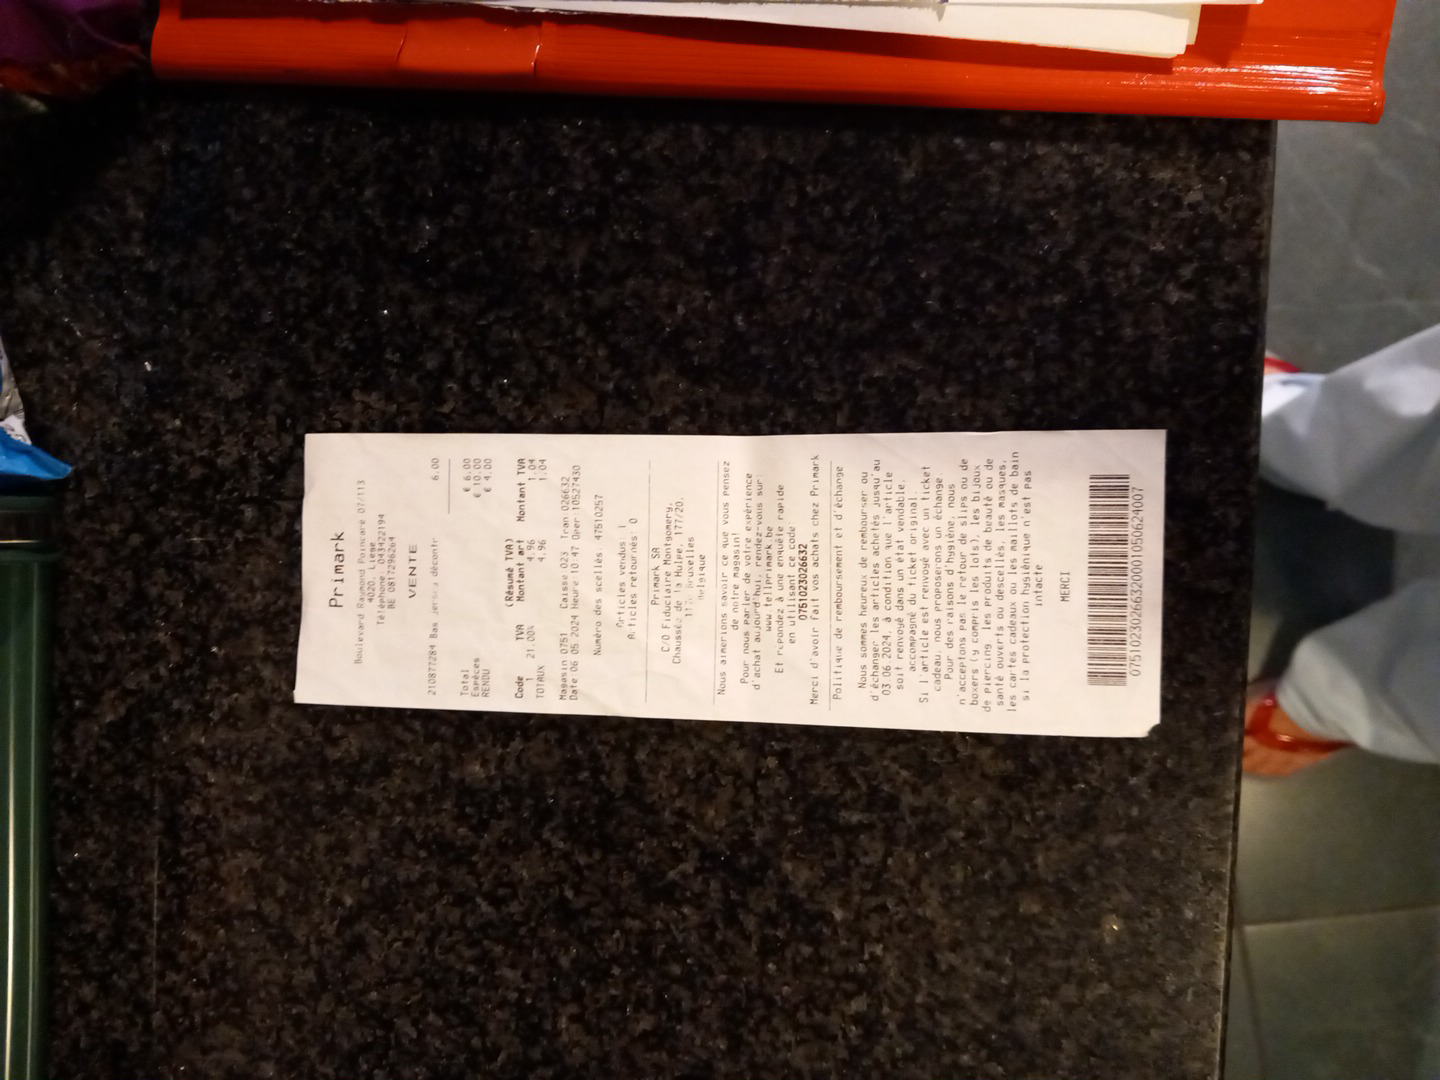 Primark
Boulevard Raymond Poincaré 07/113
4020, Liege
Téléphone: 043422194
BE 0817296264
VENTE
210877284 Bas 6.00
Total € 6.00
Espèces € 10.00
RENDU € 4.00
(Résumé TVA)
Code TVA Montant art Montant TVA
1 21.00% 4.96 1.04
TOTAUX 4.96 1.04
Magasin 0751 Caisse 023 Tran 026632
Date 06 05 2024 Heure 10:47 Oper 10527430
Numéro des scellés: 4751O257
Articles vendus: 1
Articles retournés: 0
Primark SA
C/O Fiduciaire Montgomery,
Chaussée de la Hulpe, 177/20,
Bruxelles
Belgique
Nous aimerions savoir ce que vous pensez
de notre magasin!
Pour nous parler de votre expérience
d'achat aujourd'hui, rendez-vous sur:
www.tellprimark.be
Et répondez à une enquête rapide
en utilisant ce code:
0751023026632
Merci d'avoir fait vos achats chez Primark
Politique de remboursement et d'échange
Nous sommes heureux de rembourser ou
d'échanger les articles achetés jusqu'au
03 06 2024, à condition que l'article
soit renvoyé dans un état vendable,
accompagné du ticket original.
Si l'article est renvoyé avec un ticket
cadeau, nous proposerons un échange.
Pour des raisons d'hygiène, nous
n'acceptons pas le retour de slips ou de
boxers (y compris les lots), les bijoux
de piercing, les produits de beauté ou de
santé ouverts ou descellés, les masques,
les cartes cadeaux ou les maillots de bain
si la protection hygiénique n'est pas
intacte
MERCI
07510230266320001050624007